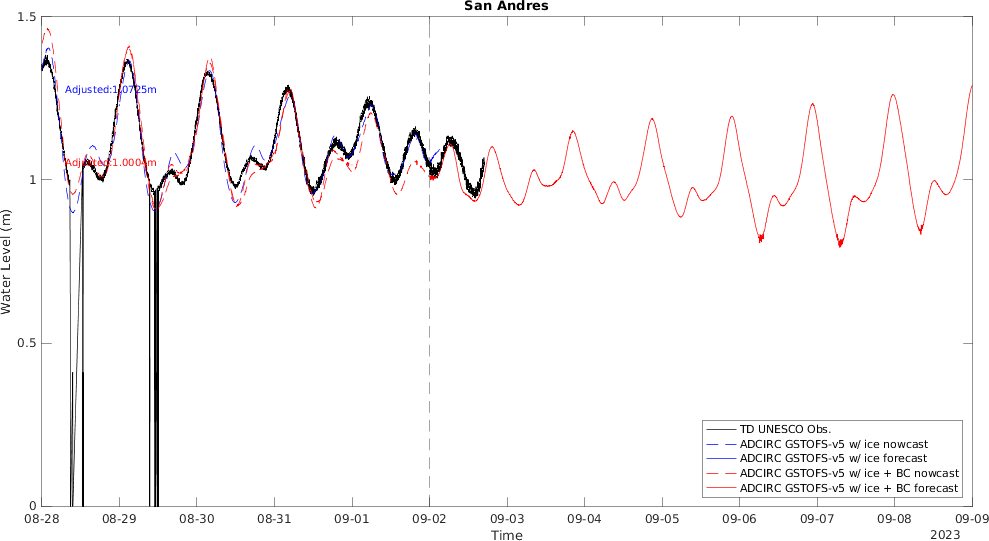 San Andres
1.5
1
0.5
0
Water Level (m)
Adjusted:1.0725m
Adjusted:1.0004m
TD UNESCO Obs.
ADCIRC GSTOFS-v5 w/ ice nowcast
ADCIRC GSTOFS-v5 w/ ice forecast
ADCIRC GSTOFS-v5 w/ ice + BC nowcast
ADCIRC GSTOFS-v5 w/ ice + BC forecast
08-28 08-29 08-30 08-31 09-01 09-02 09-03 09-04 09-05 09-06 09-07 09-08 09-09
Time
2023